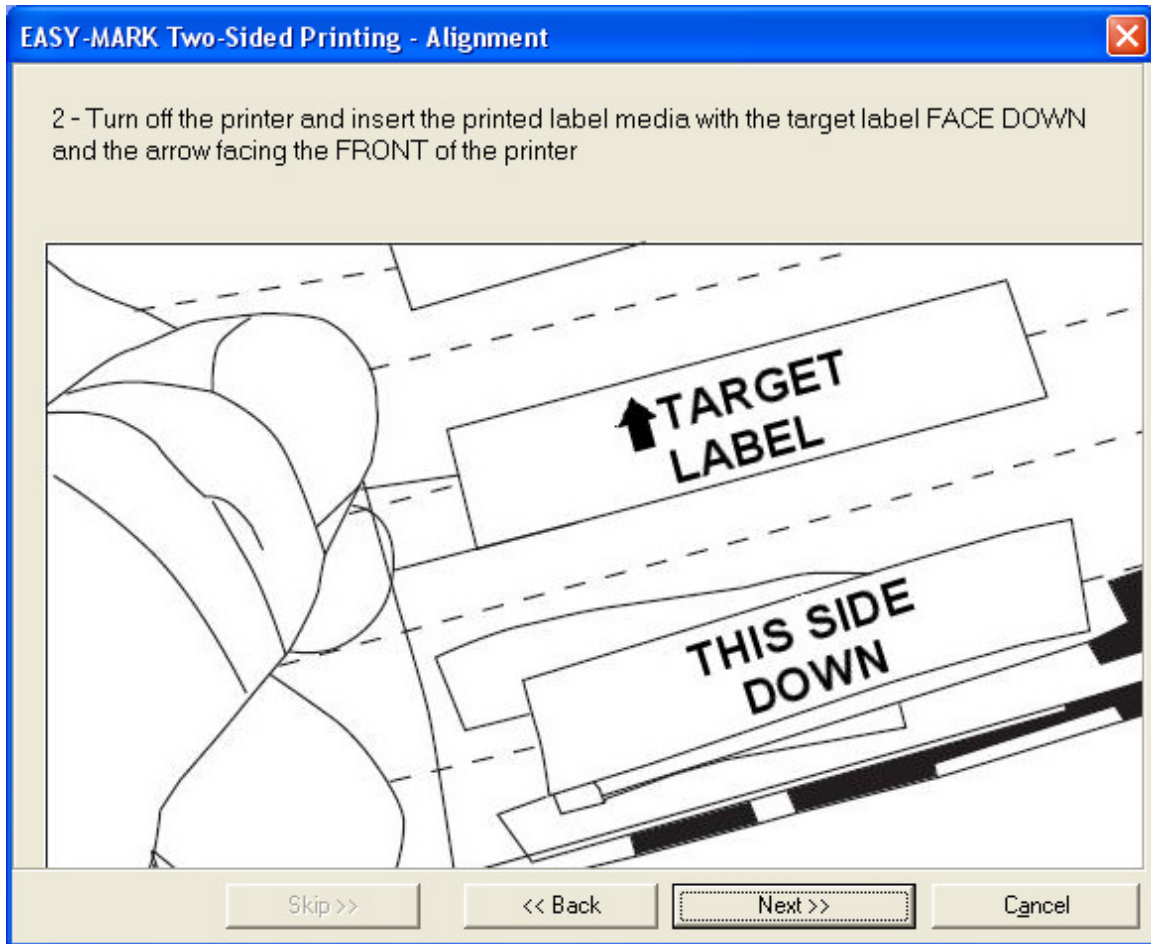 EASY-MARK Two-Sided Printing - Alignment
2 - Turn off the printer and insert the printed label media with the target label FACE DOWN
and the arrow facing the FRONT of the printer
TARGET
LABEL
THIS SIDE
DOWN
Skip >>
<< Back
Next >>
Cancel